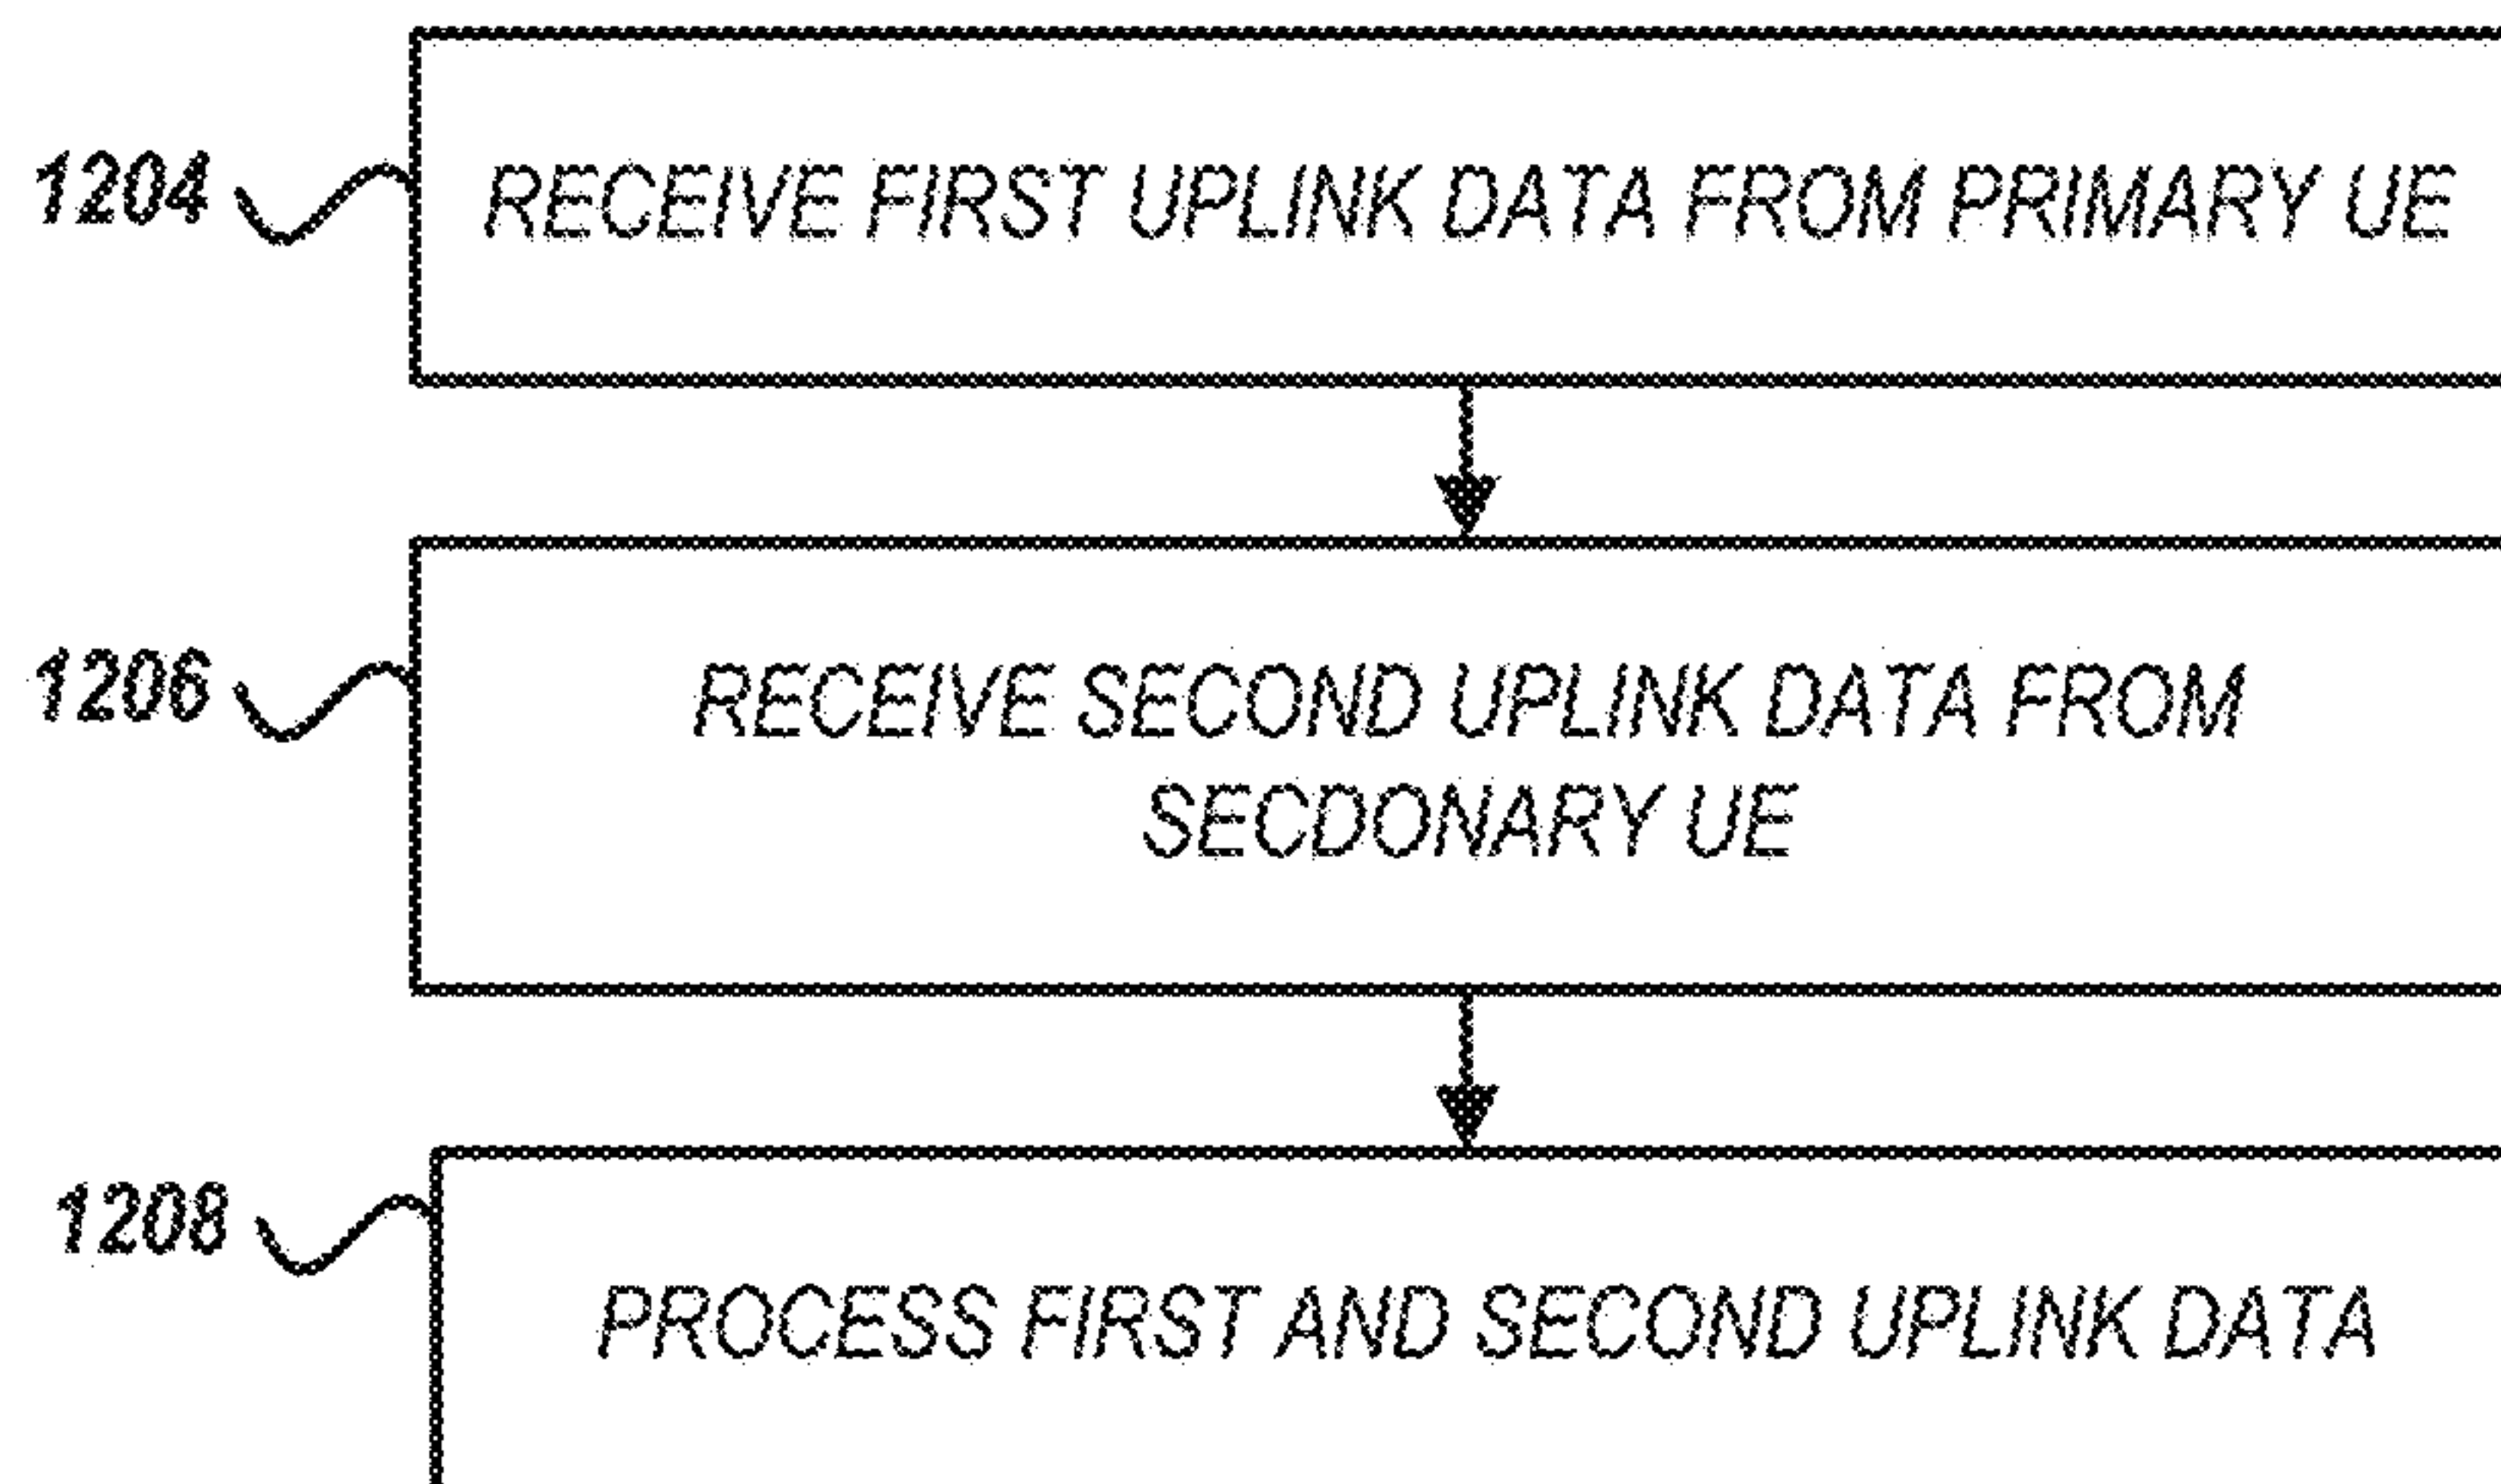 1204
RECEIVE FIRST UPLINK DATA FROM PRIMARY UE
1206
RECEIVE SECOND UPLINK DATA FROM
SECDONARY UE
1208
PROCESS FIRST AND SECOND UPLINK DATA